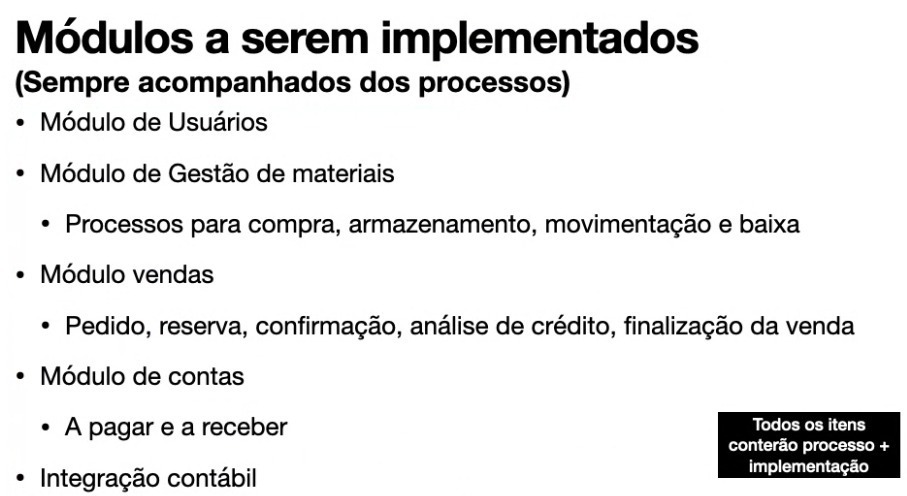 Módulos a serem implementados
(Sempre acompanhados dos processos)
• Módulo de Usuários
• Módulo de Gestão de materiais
• Processos para compra, armazenamento, movimentação e baixa
• Módulo vendas
• Pedido, reserva, confirmação, análise de crédito, finalização da venda
• Módulo de contas
• A pagar e a receber
• Integração contábil
Todos os itens
conterão processo +
implementação